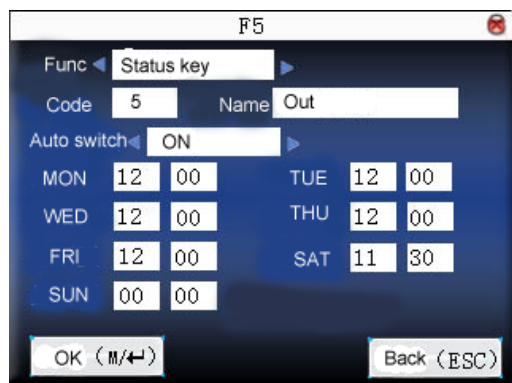 F5
Func Status key
Code 5 Name Out
Auto switch ON
MON 12 00 TUE 12 00
WED 12 00 THU 12 00
FRI 12 00 SAT 11 30
SUN 00 00
OK (M/↵) Back (ESC)